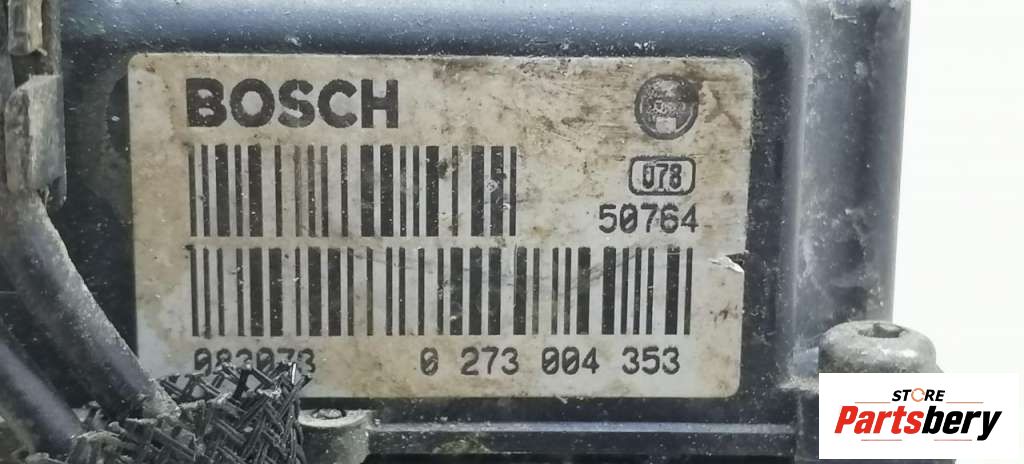 BOSCH
078
50764
0 273 004 353
STORE
Partsbery